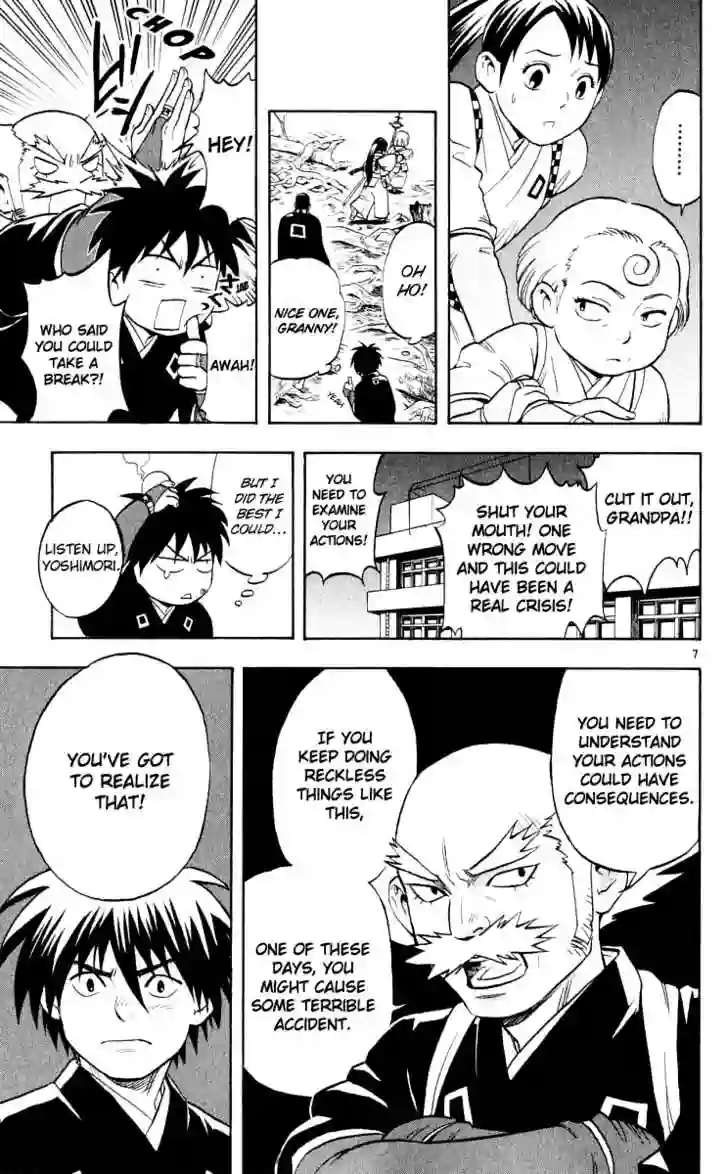 .........
OH
HO!
NICE ONE,
GRANNY!
YEAH
CHOP
HEY!
WHO SAID
YOU COULD
TAKE A
BREAK?!
AWAH!
CUT IT OUT,
GRANDPA!!
SHUT YOUR
MOUTH! ONE
WRONG MOVE
AND THIS COULD
HAVE BEEN A
REAL CRISIS!
YOU
NEED TO
EXAMINE
YOUR
ACTIONS!
BUT I
DID THE
BEST I
COULD...
LISTEN UP,
YOSHIMORI.
7
YOU NEED TO
UNDERSTAND
YOUR ACTIONS
COULD HAVE
CONSEQUENCES.
IF YOU
KEEP DOING
RECKLESS
THINGS LIKE
THIS,
ONE OF THESE
DAYS, YOU
MIGHT CAUSE
SOME TERRIBLE
ACCIDENT.
YOU'VE GOT
TO REALIZE
THAT!